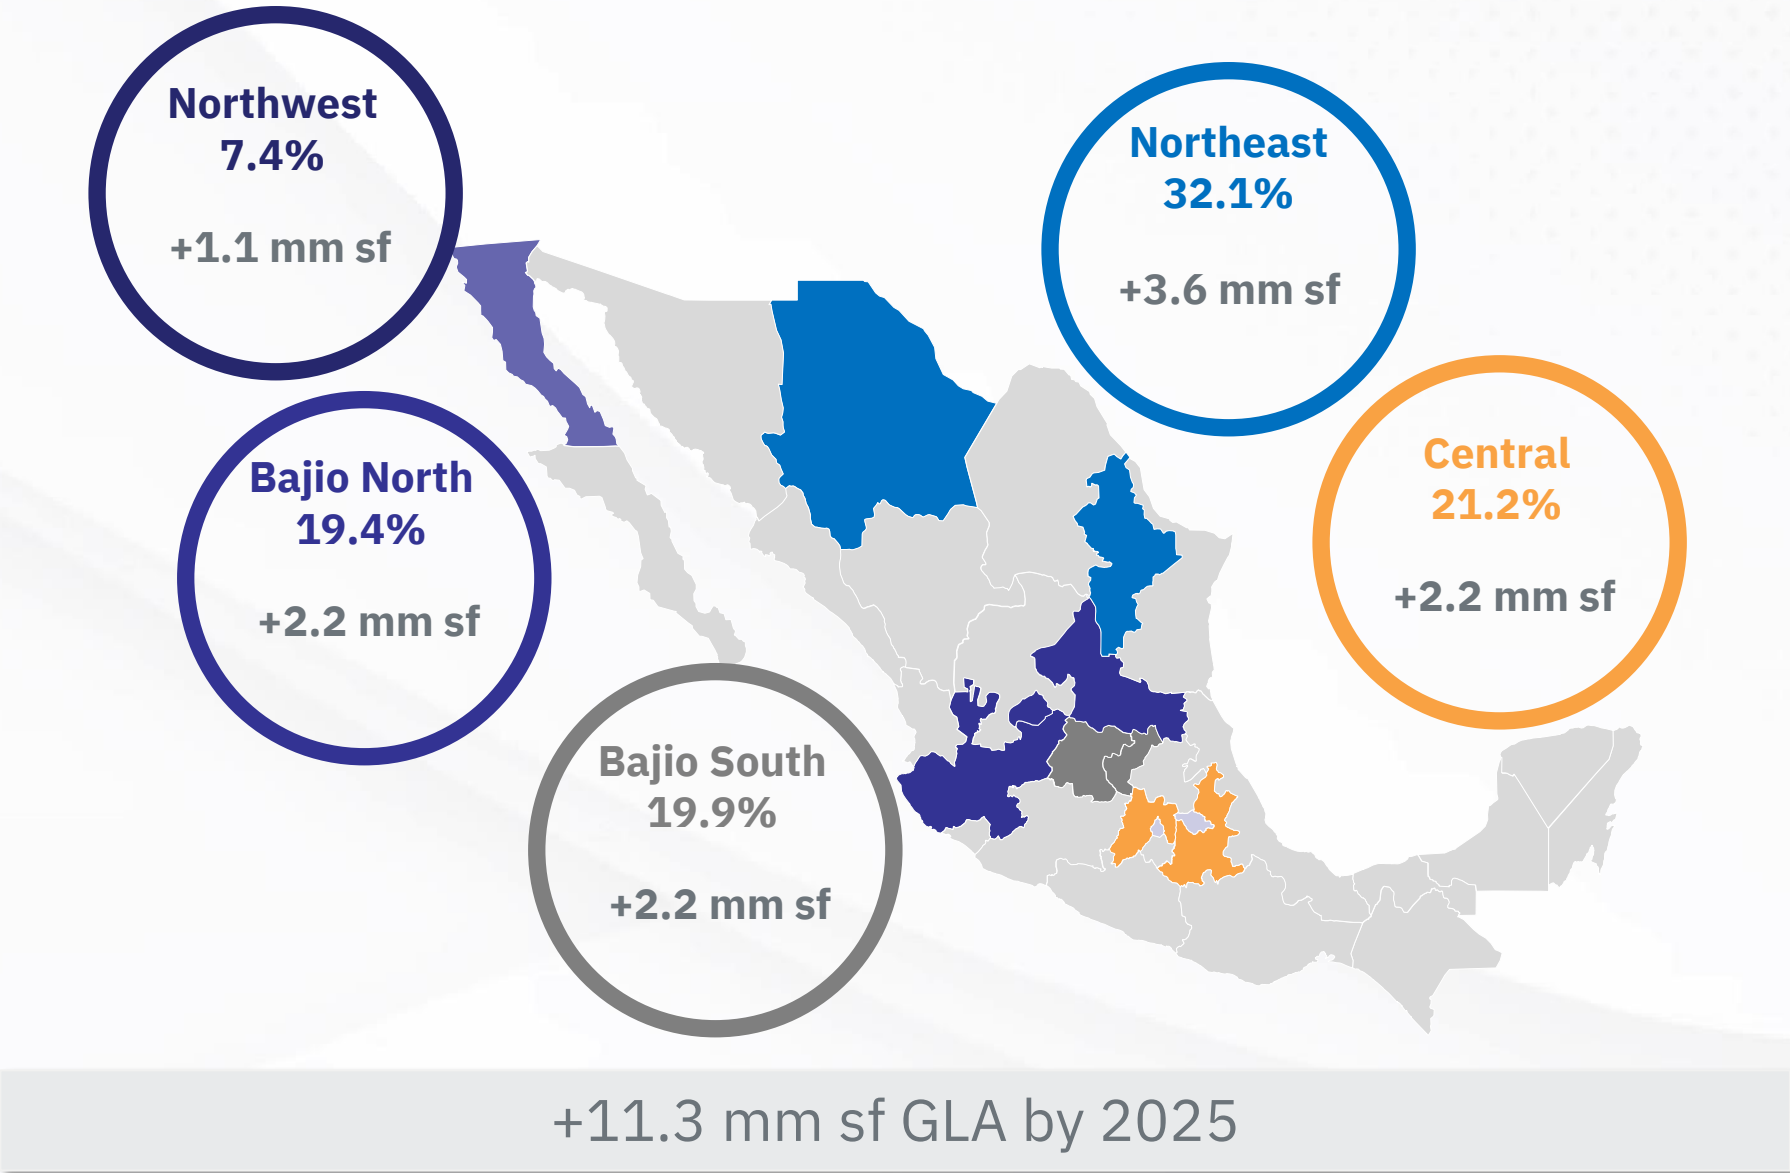 Northwest
7.4%
+1.1 mm sf
Northeast
32.1%
+3.6 mm sf
Bajio North
19.4%
+2.2 mm sf
Central
21.2%
+2.2 mm sf
Bajio South
19.9%
+2.2 mm sf
+11.3 mm sf GLA by 2025